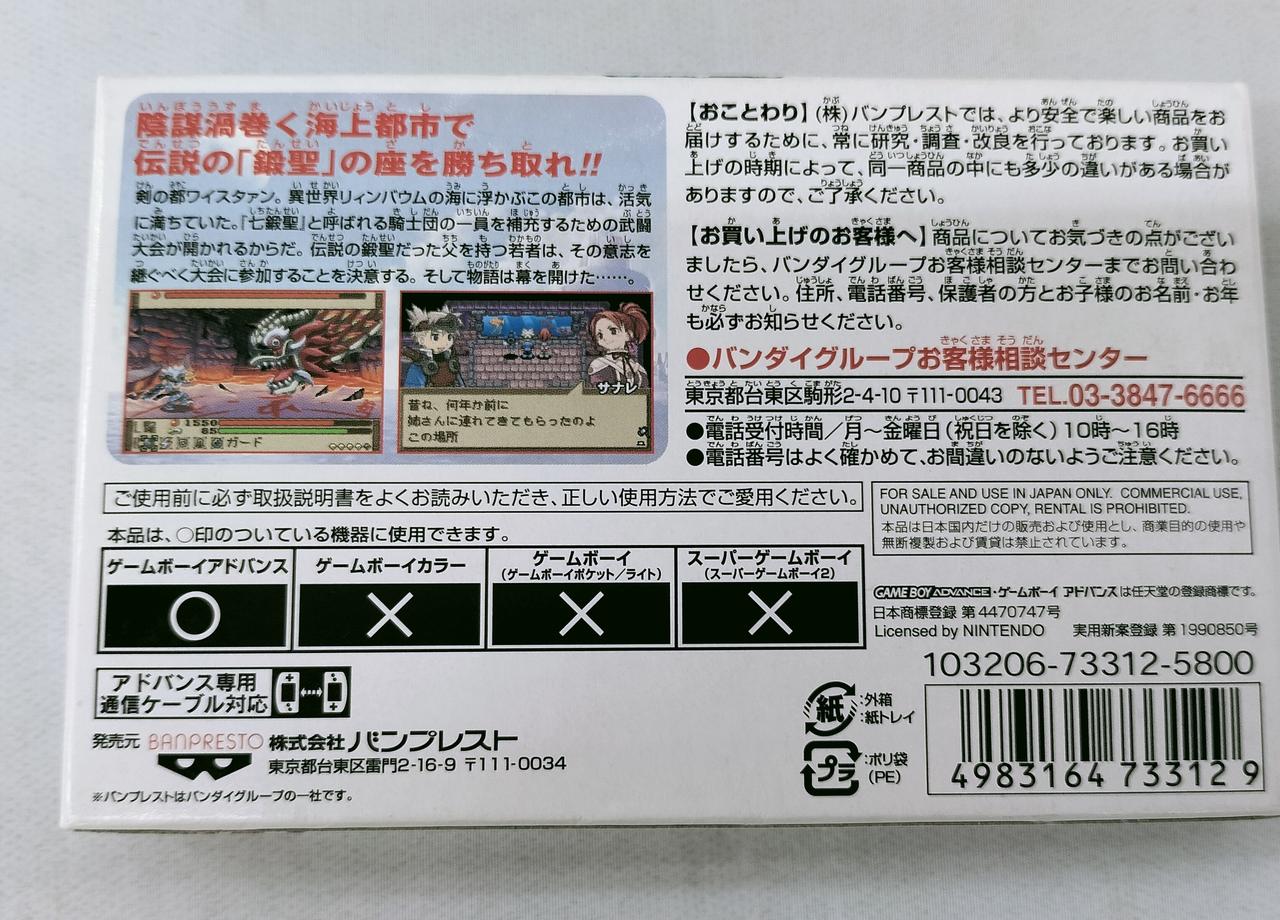 陰謀渦巻く海上都市で
伝説の「鍛聖」の座を勝ち取れ!!
剣の都ワイスタァン。異世界リィンバウムの海に浮かぶこの都市は、活気
に満ちていた。『七鍛聖』と呼ばれる騎士団の一員を補充するための武闘
大会が開かれるからだ。伝説の鍛聖だった父を持つ若者は、その意志を
継ぐべく大会に参加することを決意する。そして物語は幕を開けた……。
1550
85
ガード
サナレ
昔ね、何年か前に
姉さんに連れてきてもらったのよ
この場所
【おことわり】(株)バンプレストでは、より安全で楽しい商品をお
届けするために、常に研究・調査・改良を行っております。お買い
上げの時期によって、同一商品の中にも多少の違いがある場合が
ありますので、ご了承ください。
【お買い上げのお客様へ】商品についてお気づきの点がござい
ましたら、バンダイグループお客様相談センターまでお問い合わ
せください。住所、電話番号、保護者の方とお子様のお名前・お年
も必ずお知らせください。
●バンダイグループお客様相談センター
東京都台東区駒形2-4-10 〒111-0043 TEL.03-3847-6666
●電話受付時間/月～金曜日(祝日を除く)10時～16時
●電話番号はよく確かめて、お間違いのないようご注意ください。
ご使用前に必ず取扱説明書をよくお読みいただき、正しい使用方法でご愛用ください。
本品は、○印のついている機器に使用できます。
ゲームボーイアドバンス ゲームボーイカラー ゲームボーイ スーパーゲームボーイ
(ゲームボーイポケット/ライト) (スーパーゲームボーイ2)
○ × × ×
FOR SALE AND USE IN JAPAN ONLY. COMMERCIAL USE,
UNAUTHORIZED COPY, RENTAL IS PROHIBITED.
本品は日本国内だけの販売および使用とし、商業目的の使用や
無断複製および賃貸は禁止されています。
GAME BOY ADVANCE・ゲームボーイ アドバンスは任天堂の登録商標です。
日本商標登録 第4470747号
Licensed by NINTENDO 実用新案登録 第1990850号
103206-73312-5800
アドバンス専用
通信ケーブル対応
発売元 BANPRESTO 株式会社バンプレスト
東京都台東区雷門2-16-9 〒111-0034
※バンプレストはバンダイグループの一社です。
紙
:外箱
:紙トレイ
プラ
:ポリ袋
(PE)
4983164 733129